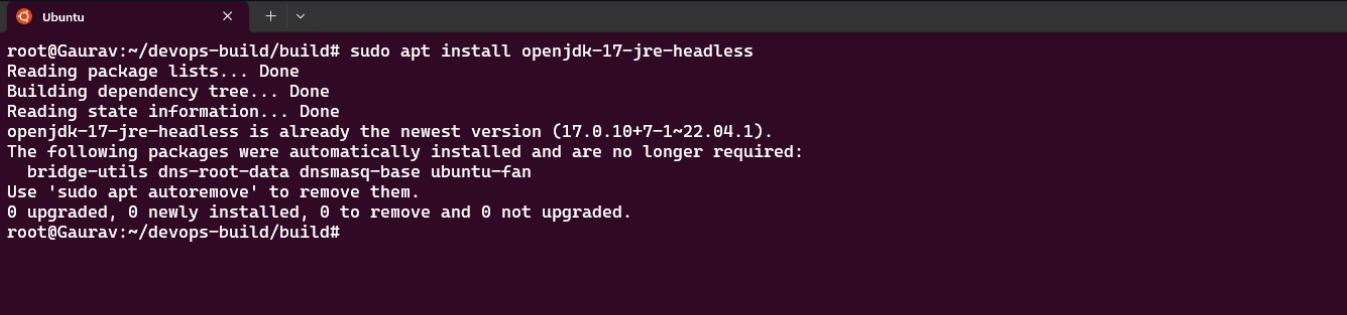 Ubuntu
root@Gaurav:~/devops-build/build# sudo apt install openjdk-17-jre-headless
Reading package lists... Done
Building dependency tree... Done
Reading state information... Done
openjdk-17-jre-headless is already the newest version (17.0.10+7-1~22.04.1).
The following packages were automatically installed and are no longer required:
  bridge-utils dns-root-data dnsmasq-base ubuntu-fan
Use 'sudo apt autoremove' to remove them.
0 upgraded, 0 newly installed, 0 to remove and 0 not upgraded.
root@Gaurav:~/devops-build/build#